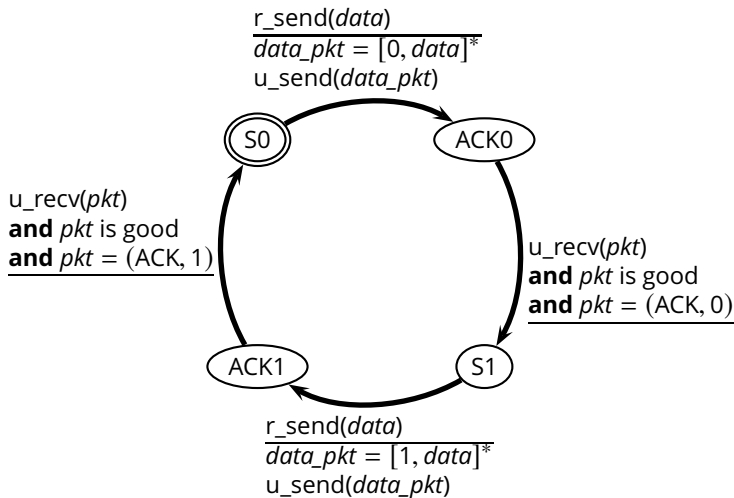 r_send(data)
data_pkt = [0, data]*
u_send(data_pkt)
S0
ACK0
u_recv(pkt)
and pkt is good
and pkt = (ACK, 1)
u_recv(pkt)
and pkt is good
and pkt = (ACK, 0)
ACK1
S1
r_send(data)
data_pkt = [1, data]*
u_send(data_pkt)